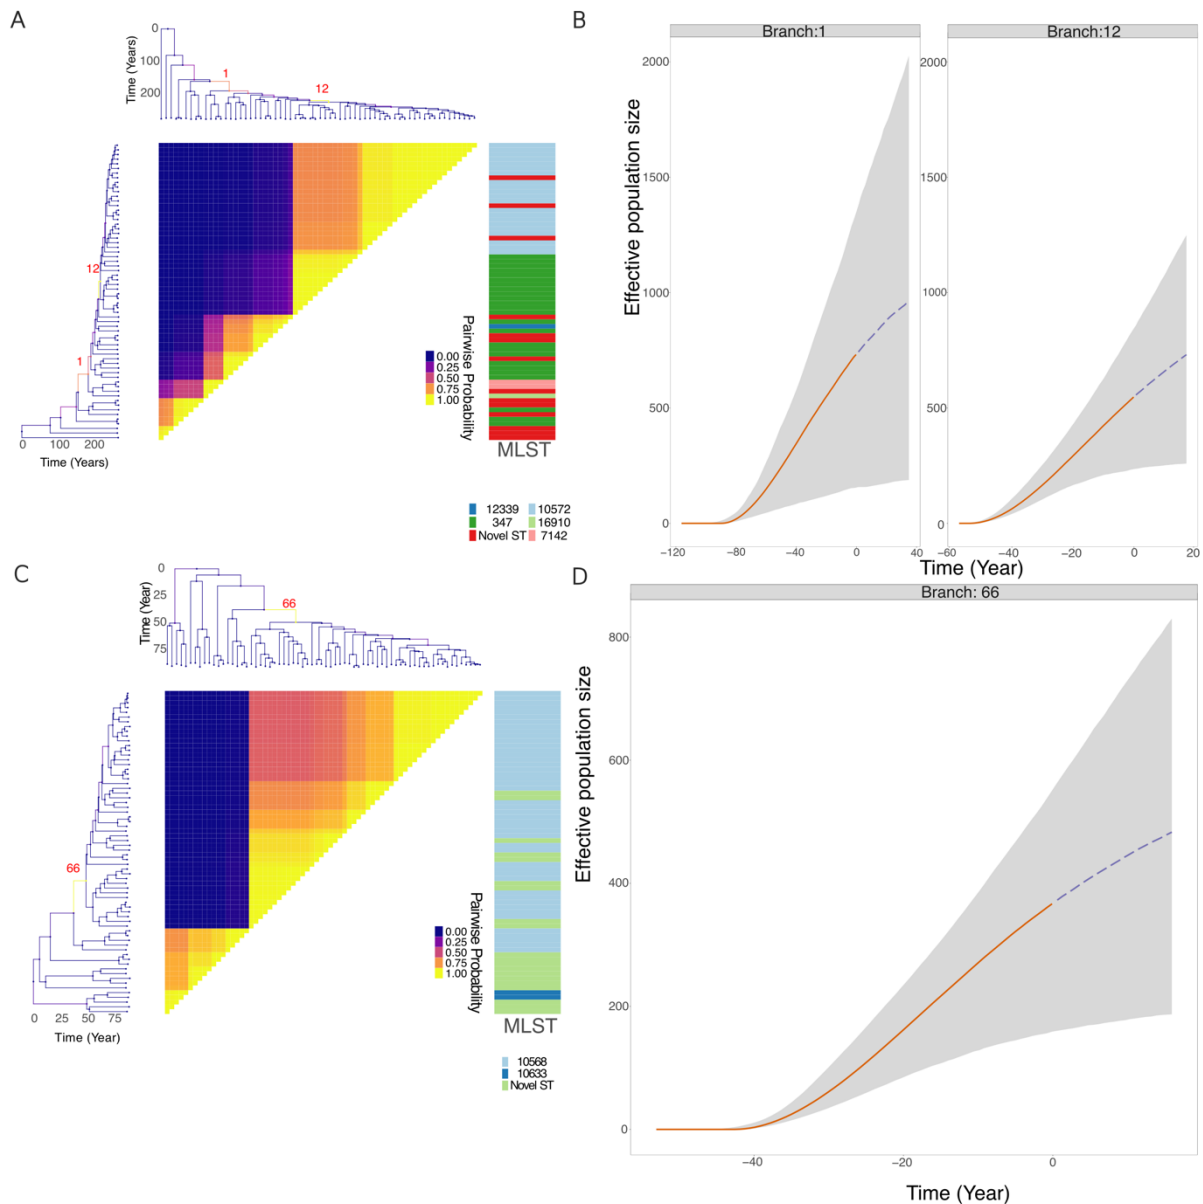 A
Time (Years)
0
100
200
1
12
12
1
0 100 200
Time (Years)
Pairwise Probability
0.00
0.25
0.50
0.75
1.00
MLST
12339 10572
347 16910
Novel ST 7142
B
Branch:1 Branch:12
Effective population size
2000
1500
1000
500
0
2000
1500
1000
500
0
−120 −80 −40 0 40
−60 −40 −20 0 20
Time (Year)
C
Time (Year)
0
25
50
75
66
66
0 25 50 75
Time (Year)
Pairwise Probability
0.00
0.25
0.50
0.75
1.00
MLST
10568
10633
Novel ST
D
Branch: 66
Effective population size
800
600
400
200
0
−40 −20 0
Time (Year)